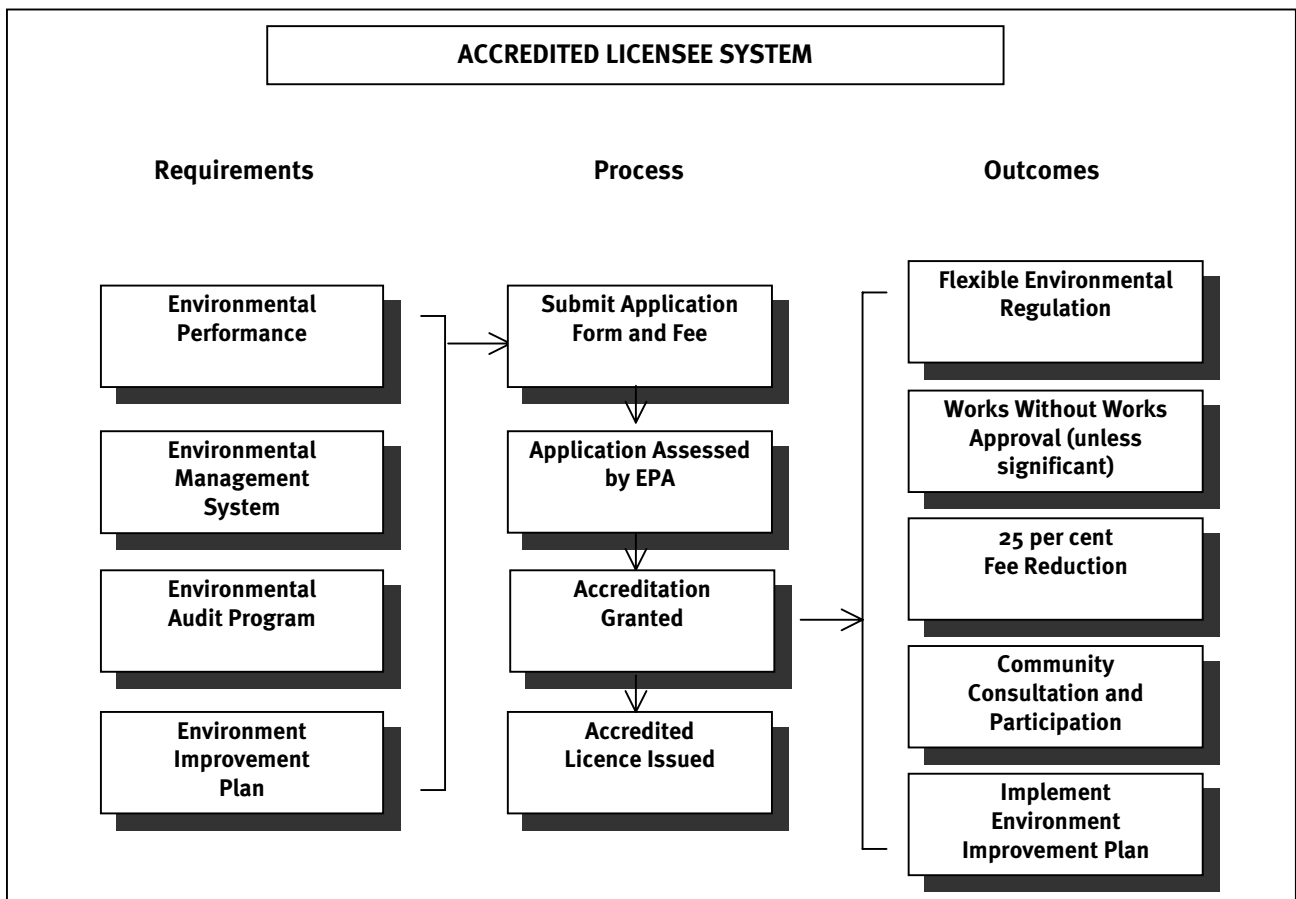 ACCREDITED LICENSEE SYSTEM
Requirements
Process
Outcomes
Environmental
Performance
Environmental
Management
System
Environmental
Audit Program
Environment
Improvement
Plan
Submit Application
Form and Fee
Application Assessed
by EPA
Accreditation
Granted
Accredited
Licence Issued
Flexible Environmental
Regulation
Works Without Works
Approval (unless
significant)
25 per cent
Fee Reduction
Community
Consultation and
Participation
Implement
Environment
Improvement Plan